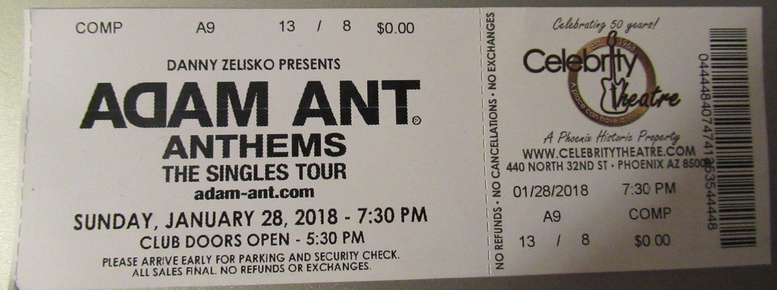 COMP A9 13 / 8 $0.00
DANNY ZELISKO PRESENTS
ADAM ANT
ANTHEMS
THE SINGLES TOUR
adam-ant.com
SUNDAY, JANUARY 28, 2018 - 7:30 PM
CLUB DOORS OPEN - 5:30 PM
PLEASE ARRIVE EARLY FOR PARKING AND SECURITY CHECK.
ALL SALES FINAL. NO REFUNDS OR EXCHANGES.
NO REFUNDS - NO CANCELLATIONS - NO EXCHANGES
Celebrating 50 years!
Celebrity
Theatre
A Phoenix Historic Property
WWW.CELEBRITYTHEATRE.COM
440 NORTH 32ND ST • PHOENIX AZ 85008
01/28/2018 7:30 PM
A9 COMP
13 / 8 $0.00